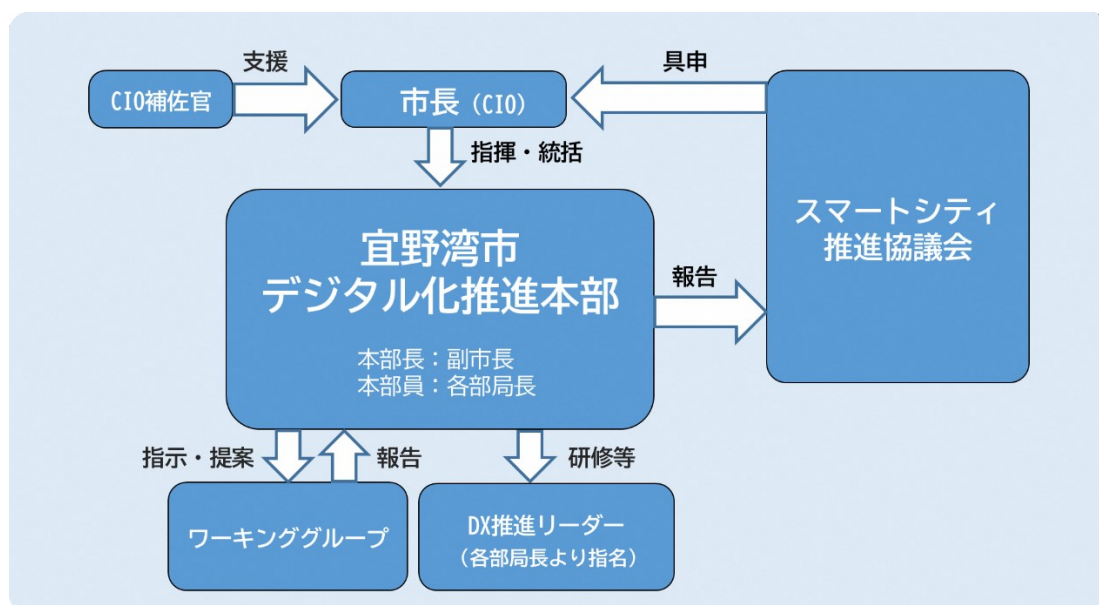 支援
具申
CIO補佐官
市長（CIO）
指揮・統括
スマートシティ
推進協議会
宜野湾市
デジタル化推進本部
報告
本部長：副市長
本部員：各部局長
指示・提案
報告
研修等
ワーキンググループ
DX推進リーダー
（各部局長より指名）